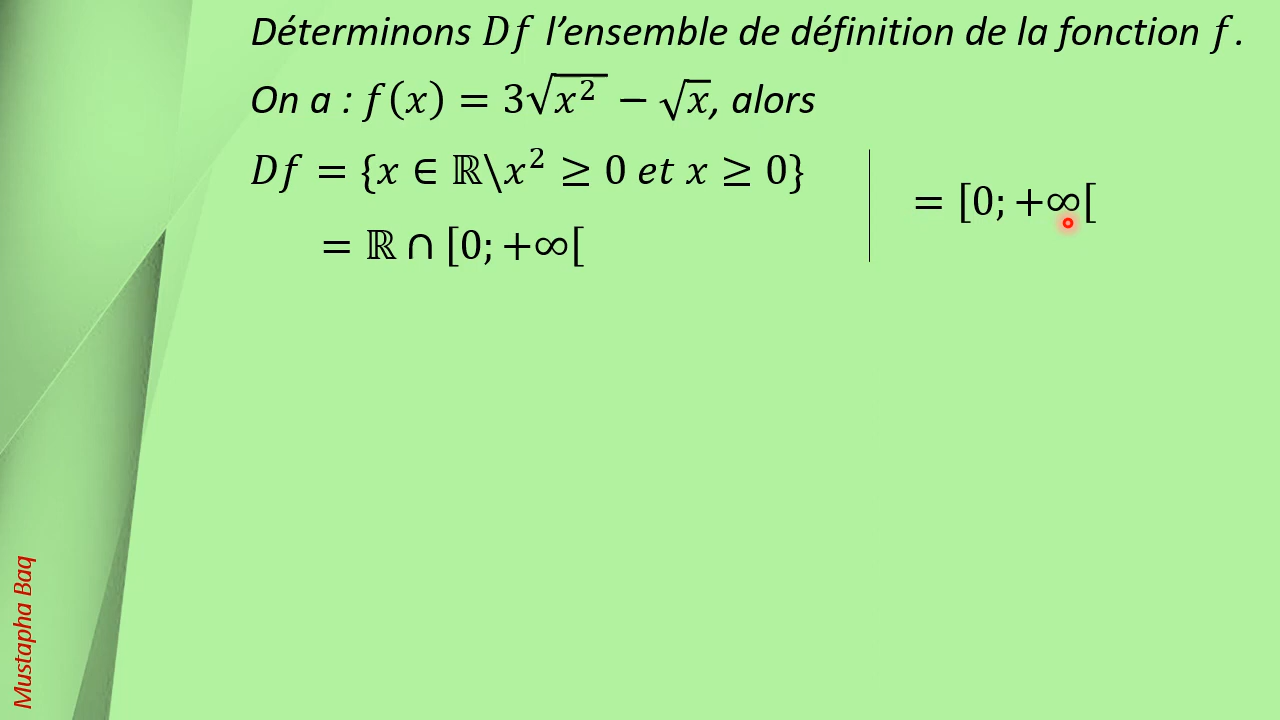 Déterminons Df l’ensemble de définition de la fonction f.
On a : f(x) = 3√x² − √x, alors
Df = {x ∈ ℝ\x² ≥ 0 et x ≥ 0}
= ℝ ∩ [0; +∞[
= [0; +∞[
Mustapha Baq